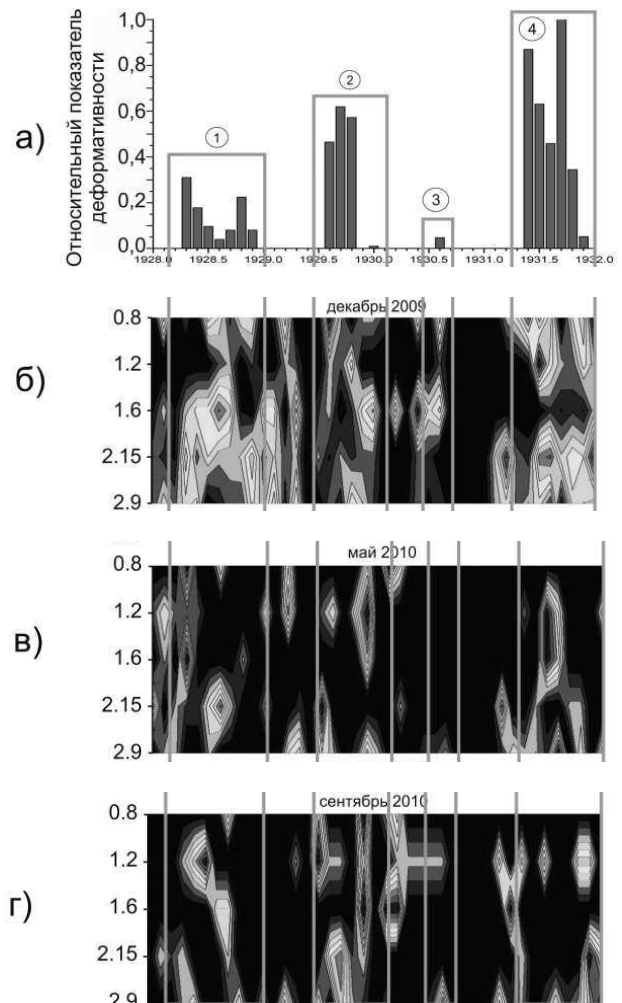 а)
Относительный показатель
деформативности
1,0
0,8
0,6
0,4
0,2
0,0
1 2 3 4
1928.0 1928.5 1929.0 1929.5 1930.0 1930.5 1931.0 1931.5 1932.0
б)
декабрь 2009
0.8
1.2
1.6
2.15
2.9
в)
май 2010
0.8
1.2
1.6
2.15
2.9
г)
сентябрь 2010
0.8
1.2
1.6
2.15
2.9